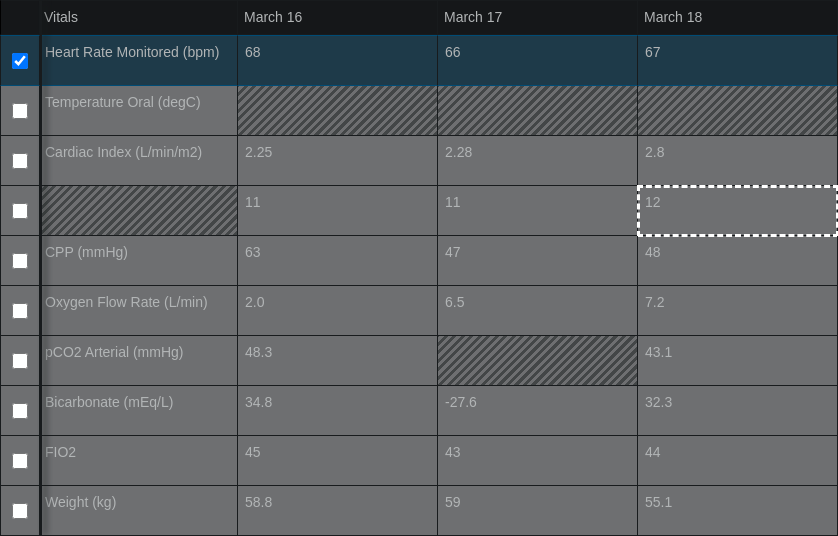 Vitals March 16 March 17 March 18
Heart Rate Monitored (bpm) 68 66 67
Temperature Oral (degC)
Cardiac Index (L/min/m2) 2.25 2.28 2.8
11 11 12
CPP (mmHg) 63 47 48
Oxygen Flow Rate (L/min) 2.0 6.5 7.2
pCO2 Arterial (mmHg) 48.3 43.1
Bicarbonate (mEq/L) 34.8 -27.6 32.3
FIO2 45 43 44
Weight (kg) 58.8 59 55.1